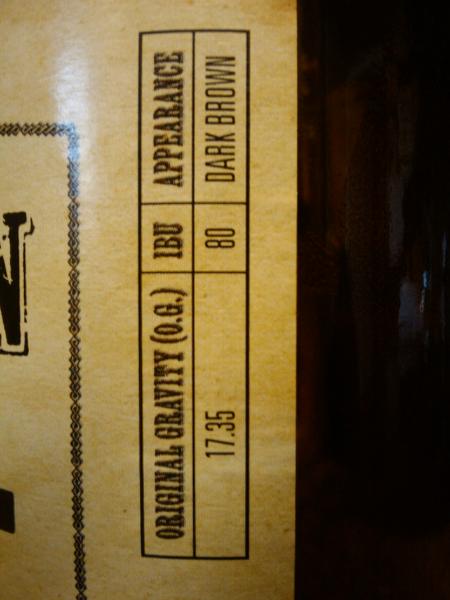 ORIGINAL GRAVITY (O.G.) IBU APPEARANCE
17.35 80 DARK BROWN